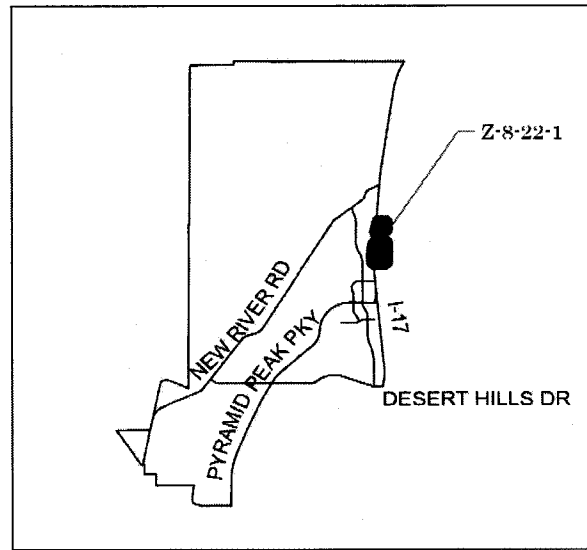 Z-8-22-1
NEW RIVER RD
PYRAMID PEAK PKY
I-17
DESERT HILLS DR